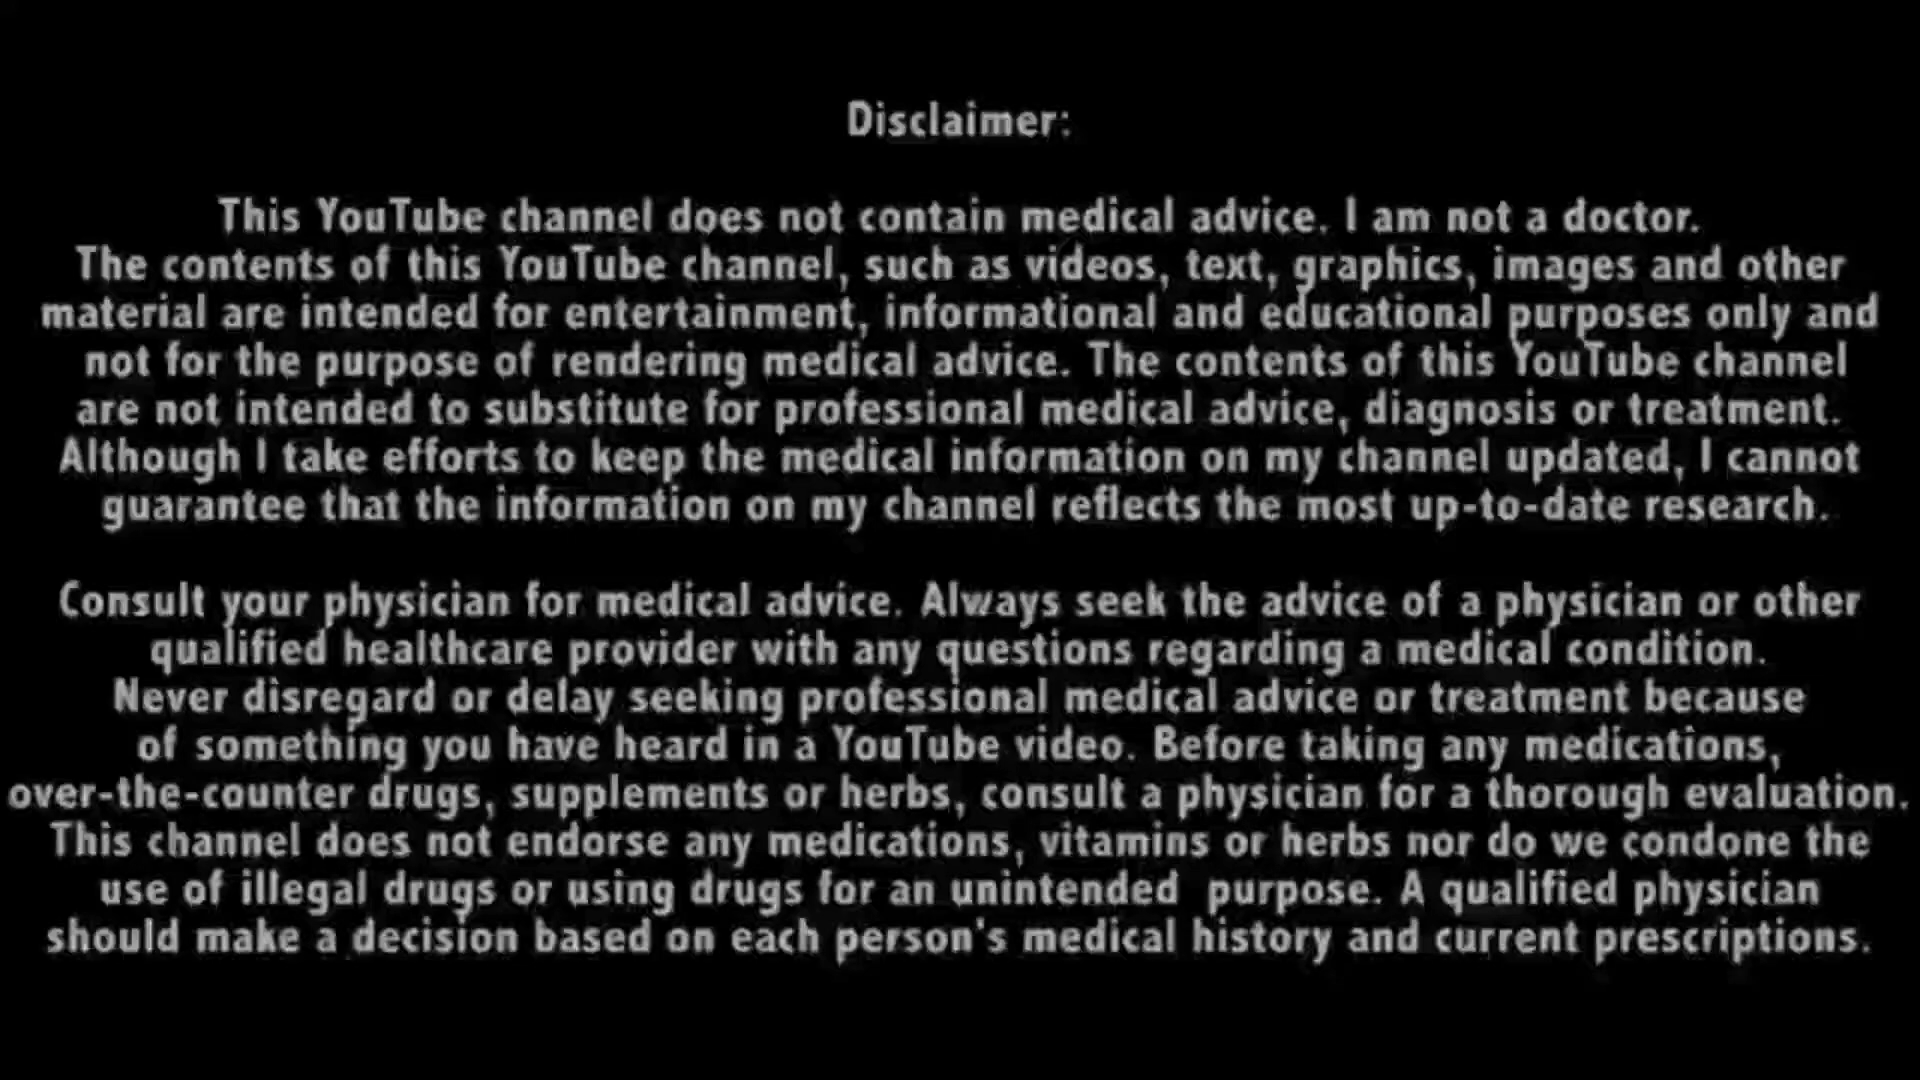 Disclaimer:
This YouTube channel does not contain medical advice. I am not a doctor.
The contents of this YouTube channel, such as videos, text, graphics, images and other
material are intended for entertainment, informational and educational purposes only and
not for the purpose of rendering medical advice. The contents of this YouTube channel
are not intended to substitute for professional medical advice, diagnosis or treatment.
Although I take efforts to keep the medical information on my channel updated, I cannot
guarantee that the information on my channel reflects the most up-to-date research.
Consult your physician for medical advice. Always seek the advice of a physician or other
qualified healthcare provider with any questions regarding a medical condition.
Never disregard or delay seeking professional medical advice or treatment because
of something you have heard in a YouTube video. Before taking any medications,
over-the-counter drugs, supplements or herbs, consult a physician for a thorough evaluation.
This channel does not endorse any medications, vitamins or herbs nor do we condone the
use of illegal drugs or using drugs for an unintended purpose. A qualified physician
should make a decision based on each person's medical history and current prescriptions.